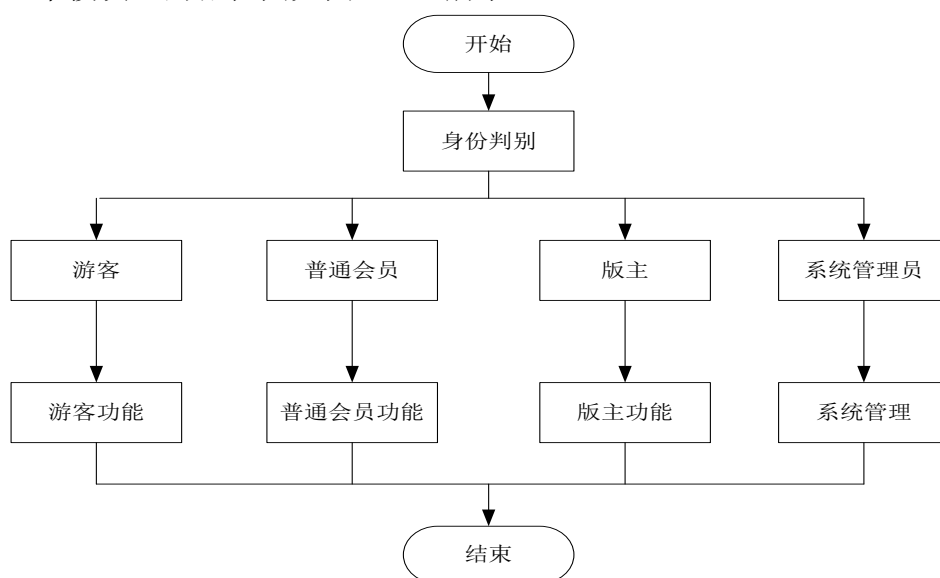 开始
身份判别
游客
普通会员
版主
系统管理员
游客功能
普通会员功能
版主功能
系统管理
结束